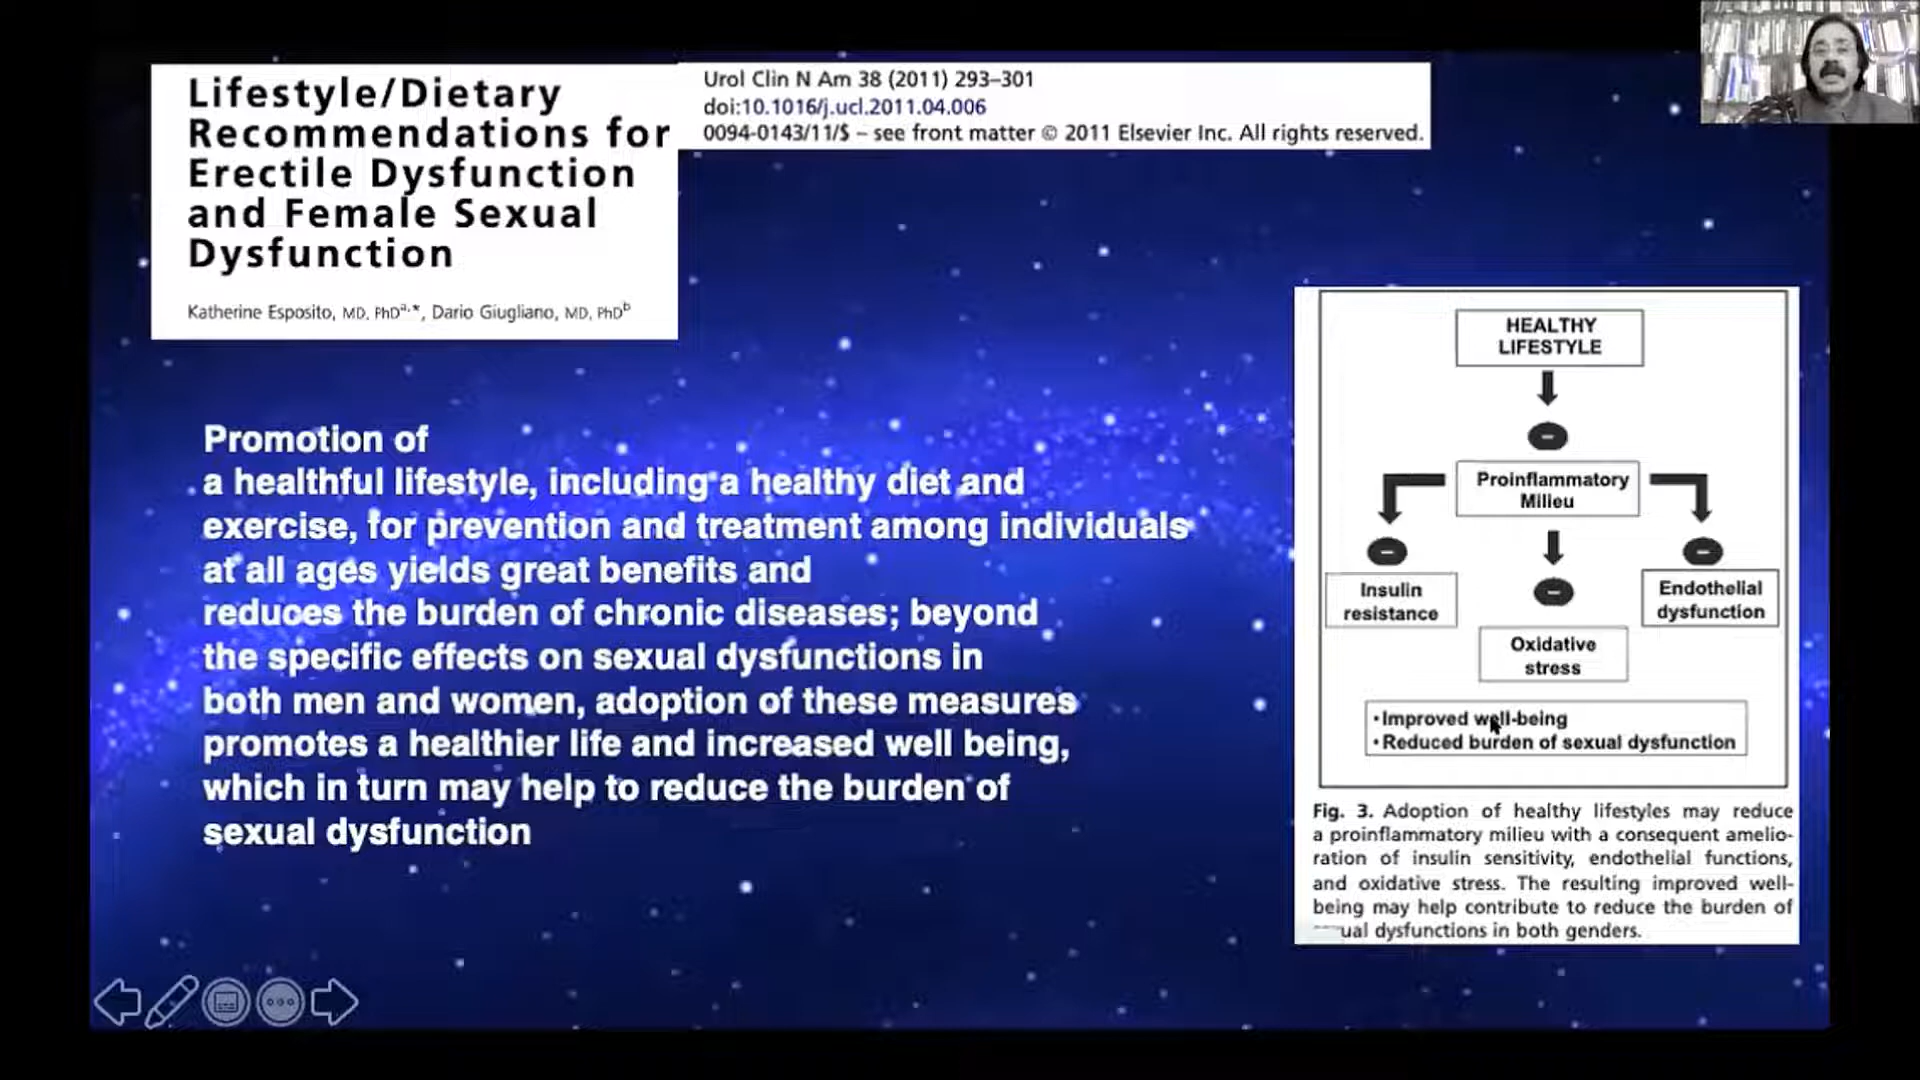 Lifestyle/Dietary
Recommendations for
Erectile Dysfunction
and Female Sexual
Dysfunction
Katherine Esposito, MD, PhDa,*, Dario Giugliano, MD, PhDb
Urol Clin N Am 38 (2011) 293–301
doi:10.1016/j.ucl.2011.04.006
0094-0143/11/$ – see front matter © 2011 Elsevier Inc. All rights reserved.
Promotion of
a healthful lifestyle, including a healthy diet and
exercise, for prevention and treatment among individuals
at all ages yields great benefits and
reduces the burden of chronic diseases; beyond
the specific effects on sexual dysfunctions in
both men and women, adoption of these measures
promotes a healthier life and increased well being,
which in turn may help to reduce the burden of
sexual dysfunction
HEALTHY
LIFESTYLE
Proinflammatory
Milieu
Insulin
resistance
Oxidative
stress
Endothelial
dysfunction
•Improved well-being
•Reduced burden of sexual dysfunction
Fig. 3. Adoption of healthy lifestyles may reduce
a proinflammatory milieu with a consequent amelio-
ration of insulin sensitivity, endothelial functions,
and oxidative stress. The resulting improved well-
being may help contribute to reduce the burden of
ual dysfunctions in both genders.